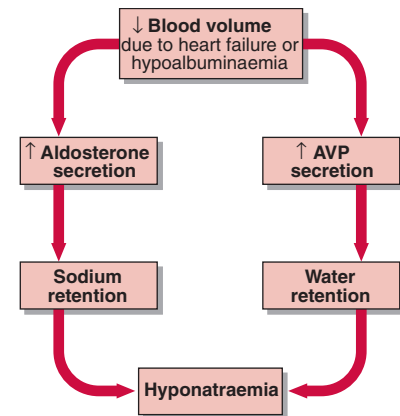 ↓ Blood volume
due to heart failure or
hypoalbuminaemia
↑ Aldosterone
secretion
↑ AVP
secretion
Sodium
retention
Water
retention
Hyponatraemia